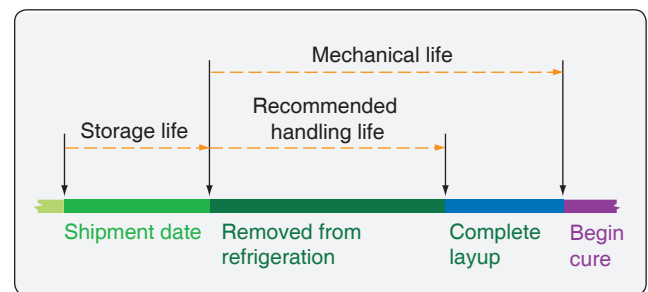 Mechanical life
Recommended
handling life
Storage life
Shipment date
Removed from
refrigeration
Complete
layup
Begin
cure